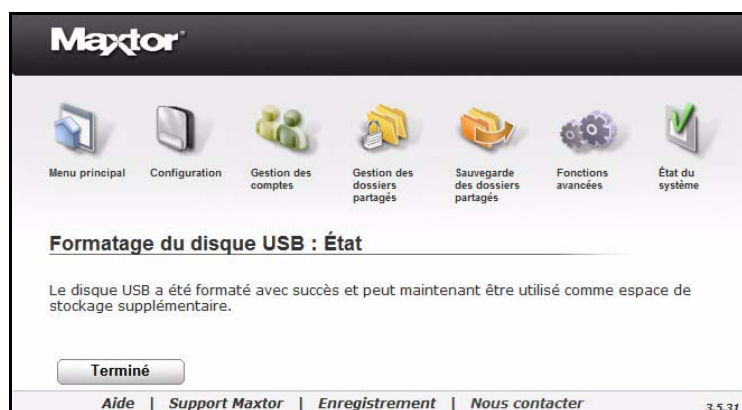 Maxtor
Menu principal
Configuration
Gestion des
comptes
Gestion des
dossiers
partagés
Sauvegarde
des dossiers
partagés
Fonctions
avancées
État du
système
Formatage du disque USB : État
Le disque USB a été formaté avec succès et peut maintenant être utilisé comme espace de
stockage supplémentaire.
Terminé
Aide | Support Maxtor | Enregistrement | Nous contacter
3.5.31